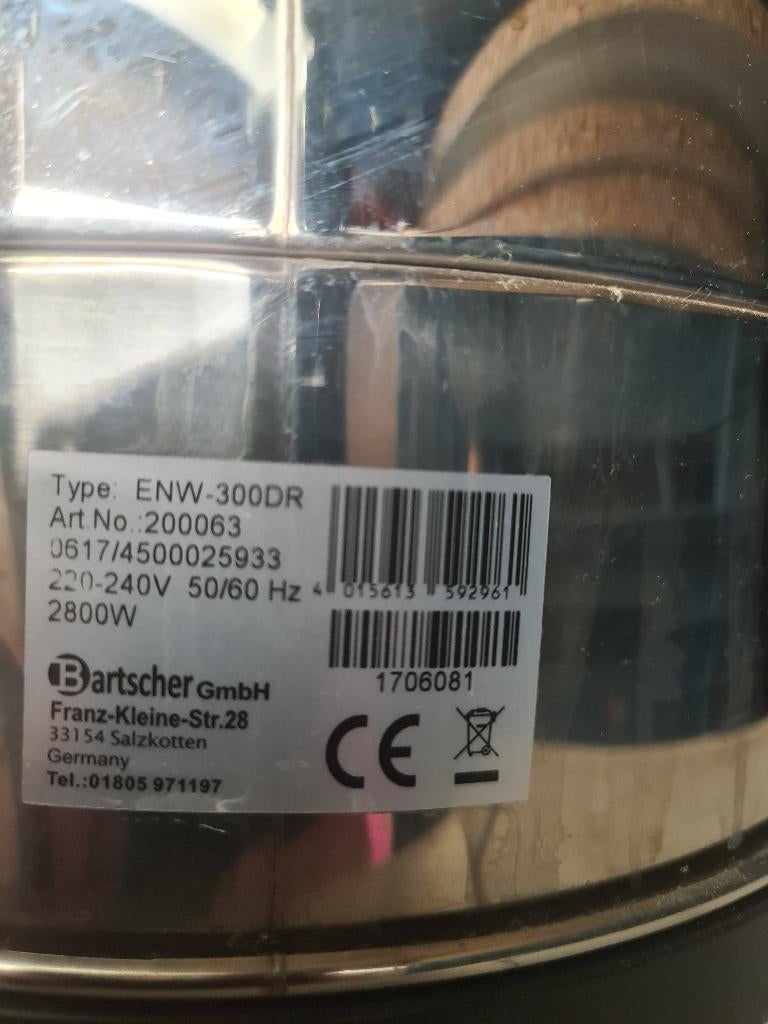 Type: ENW-300DR
Art.No.:200063
0617/4500025933
220-240V 50/60 Hz
2800W
4 015613 592961
1706081
Bartscher GmbH
Franz-Kleine-Str.28
33154 Salzkotten
Germany
Tel.:01805 971197
CE